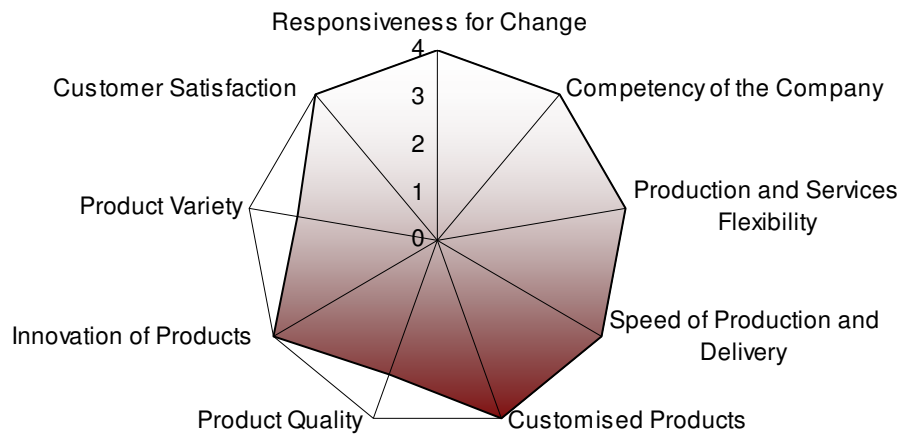 Responsiveness for Change
4
Customer Satisfaction
Competency of the Company
3
2
1
Production and Services
Flexibility
Product Variety
0
Speed of Production and
Delivery
Innovation of Products
Product Quality
Customised Products